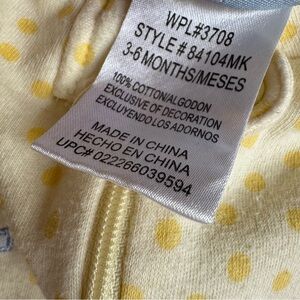 WPL#3708
STYLE # 84104MK
3-6 MONTHS/MESES
100% COTTON/ALGODON
EXCLUSIVE OF DECORATION
EXCLUYENDO LOS ADORNOS
MADE IN CHINA
HECHO EN CHINA
UPC# 022266039594